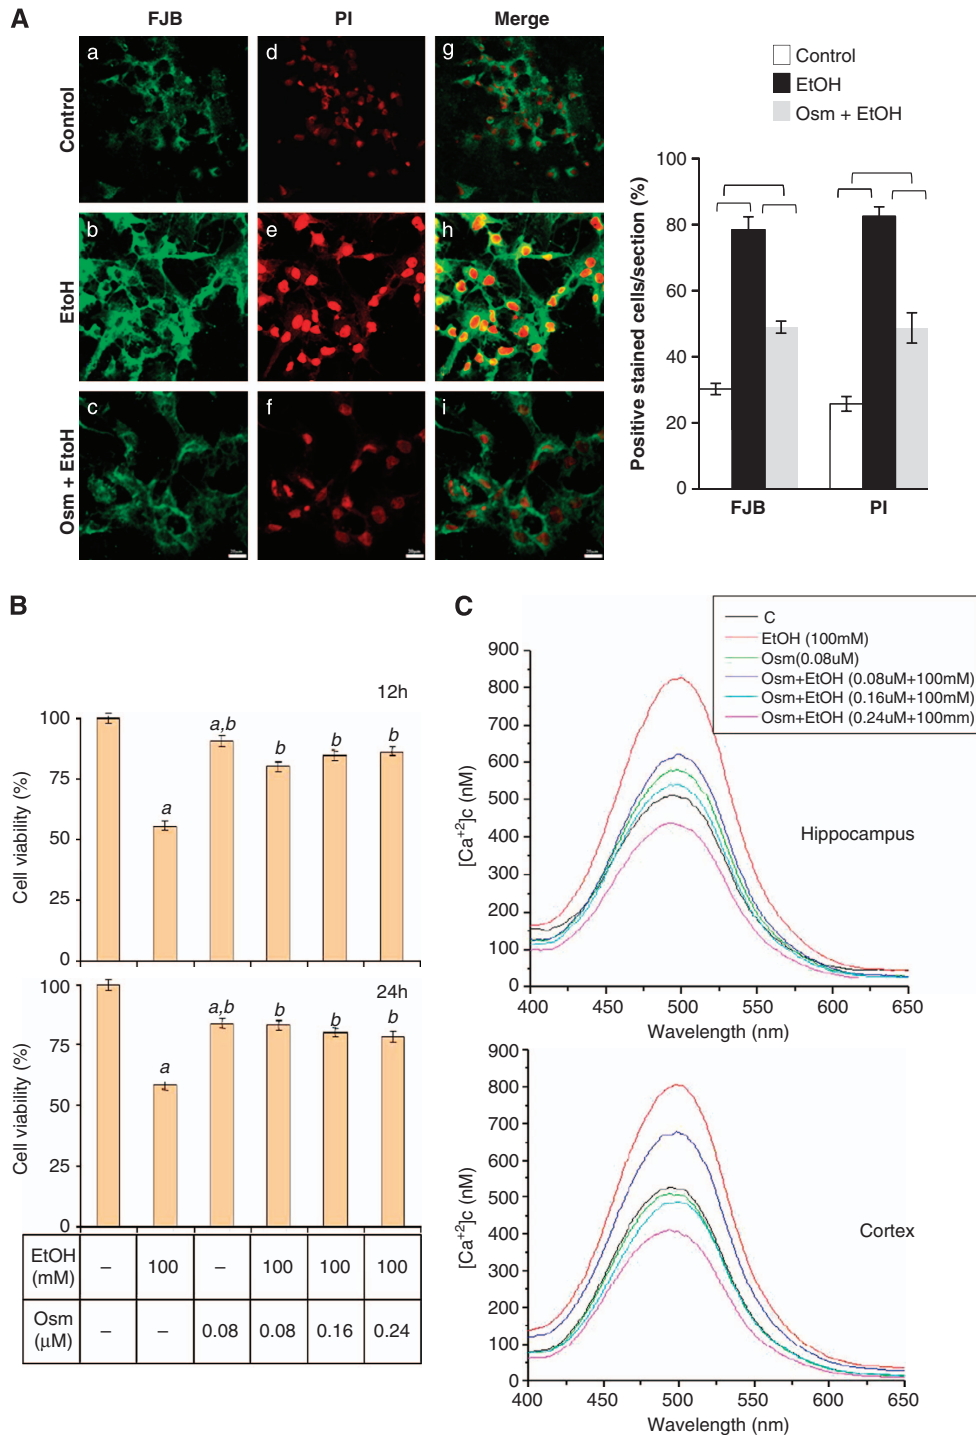 A
FJB PI Merge
Control
EtoH
Osm + EtoH
a d g
b e h
c f i
Control
EtOH
Osm + EtOH
Positive stained cells/section (%)
100
80
60
40
20
0
FJB PI
B
12h
Cell viability (%)
100
75
50
25
0
a a,b b b b
24h
Cell viability (%)
100
75
50
25
0
a a,b b b b
EtOH (mM) – 100 – 100 100 100
Osm (µM) – – 0.08 0.08 0.16 0.24
C
C
EtOH (100mM)
Osm(0.08uM)
Osm+EtOH (0.08uM+100mM)
Osm+EtOH (0.16uM+100mM)
Osm+EtOH (0.24uM+100mm)
[Ca+2]c (nM)
900
800
700
600
500
400
300
200
100
0
Hippocampus
400 450 500 550 600 650
Wavelength (nm)
[Ca+2]c (nM)
900
800
700
600
500
400
300
200
100
0
Cortex
400 450 500 550 600 650
Wavelength (nm)